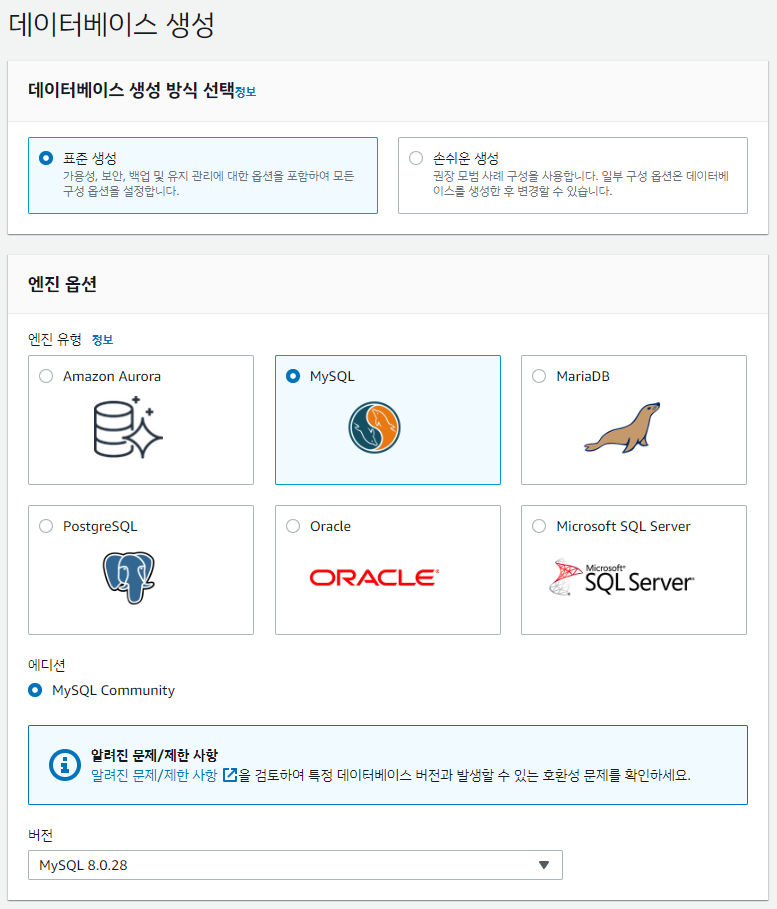 데이터베이스 생성
데이터베이스 생성 방식 선택정보
표준 생성
가용성, 보안, 백업 및 유지 관리에 대한 옵션을 포함하여 모든
구성 옵션을 설정합니다.
손쉬운 생성
권장 모범 사례 구성을 사용합니다. 일부 구성 옵션은 데이터베
이스를 생성한 후 변경할 수 있습니다.
엔진 옵션
엔진 유형 정보
Amazon Aurora
MySQL
MariaDB
PostgreSQL
Oracle
ORACLE®
Microsoft SQL Server
Microsoft®
SQL Server®
에디션
MySQL Community
알려진 문제/제한 사항
알려진 문제/제한 사항 을 검토하여 특정 데이터베이스 버전과 발생할 수 있는 호환성 문제를 확인하세요.
버전
MySQL 8.0.28